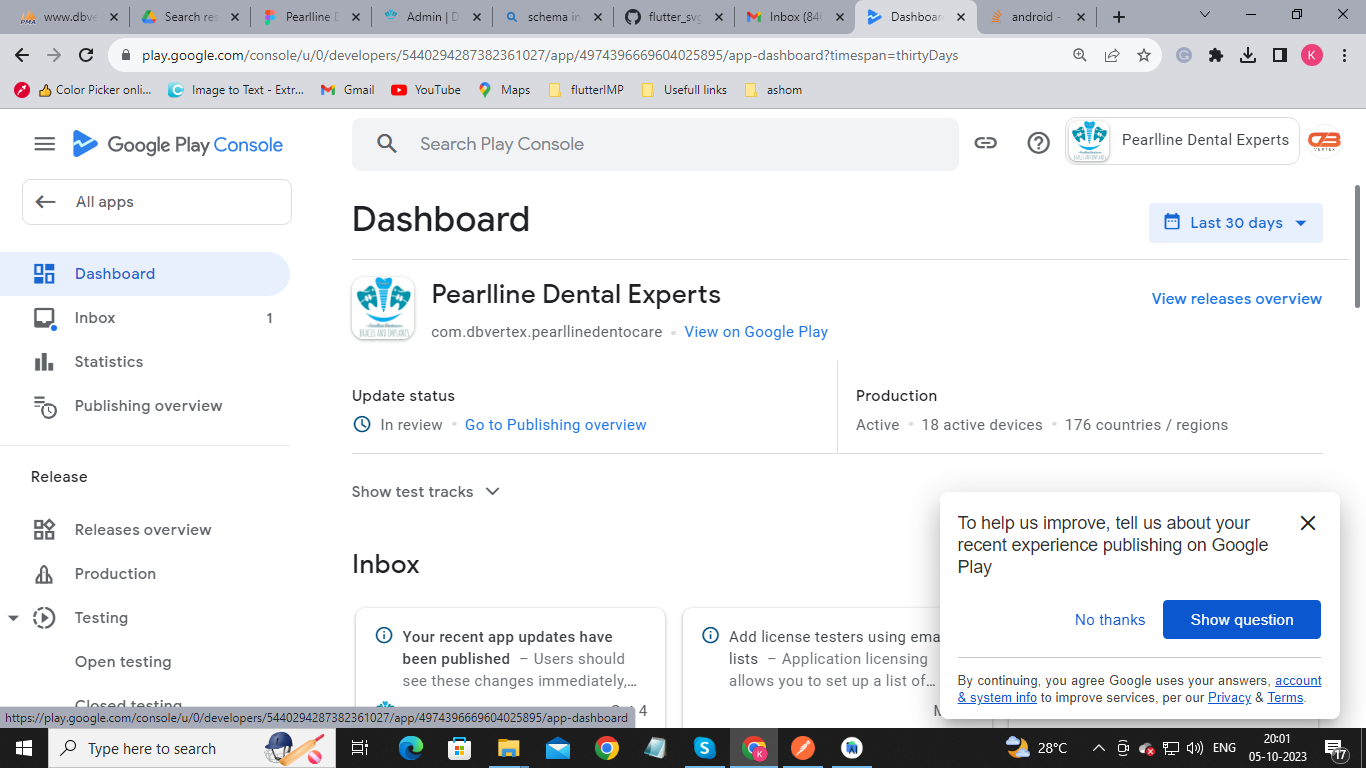 www.dbve
Search res
Pearlline D
Admin | D
schema in
flutter_svg
Inbox (840
Dashboard
android -
play.google.com/console/u/0/developers/5440294287382361027/app/4974396669604025895/app-dashboard?timespan=thirtyDays
G
K
Color Picker onli...
Image to Text - Extr...
Gmail
YouTube
Maps
flutterIMP
Usefull links
ashom
Google Play Console
Search Play Console
Pearlline Dental Experts
All apps
Dashboard
Inbox
1
Statistics
Publishing overview
Release
Releases overview
Production
Testing
Open testing
Closed testing
Dashboard
Last 30 days
Pearlline Dental Experts
com.dbvertex.pearllinedentocare • View on Google Play
View releases overview
Update status
In review • Go to Publishing overview
Production
Active • 18 active devices • 176 countries / regions
Show test tracks
Inbox
Your recent app updates have
been published – Users should
see these changes immediately,...
Add license testers using ema
lists – Application licensing
allows you to set up a list of...
To help us improve, tell us about your
recent experience publishing on Google
Play
No thanks
Show question
By continuing, you agree Google uses your answers, account
& system info to improve services, per our Privacy & Terms.
https://play.google.com/console/u/0/developers/5440294287382361027/app/4974396669604025895/app-dashboard
Type here to search
28°C
ENG
20:01
05-10-2023
17